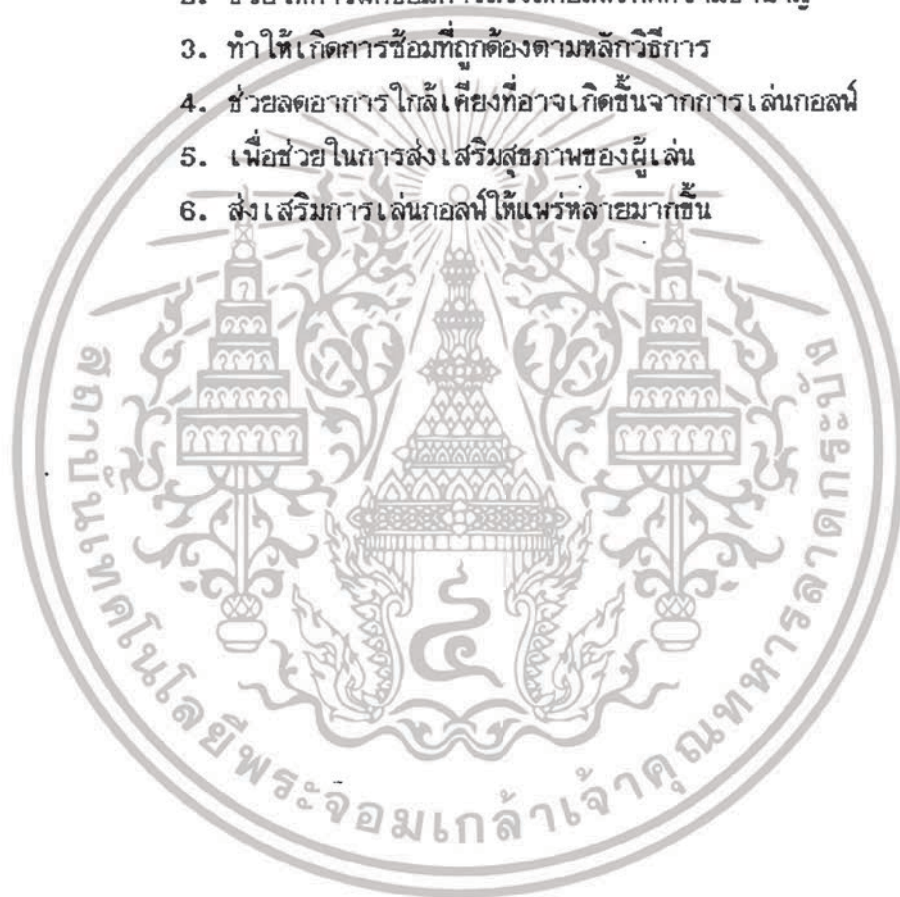 3. ทำให้เกิดการซ้อมที่ถูกต้องตามหลักวิธีการ
4. ช่วยลดอาการใกล้เคียงที่อาจเกิดขึ้นจากการเล่นกอลฟ์
5. เพื่อช่วยในการส่งเสริมสุขภาพของผู้เล่น
6. ส่งเสริมการเล่นกอลฟ์ให้แพร่หลายมากขึ้น
สถาบันเทคโนโลยีพระจอมเกล้าเจ้าคุณทหารลาดกระบัง
๔